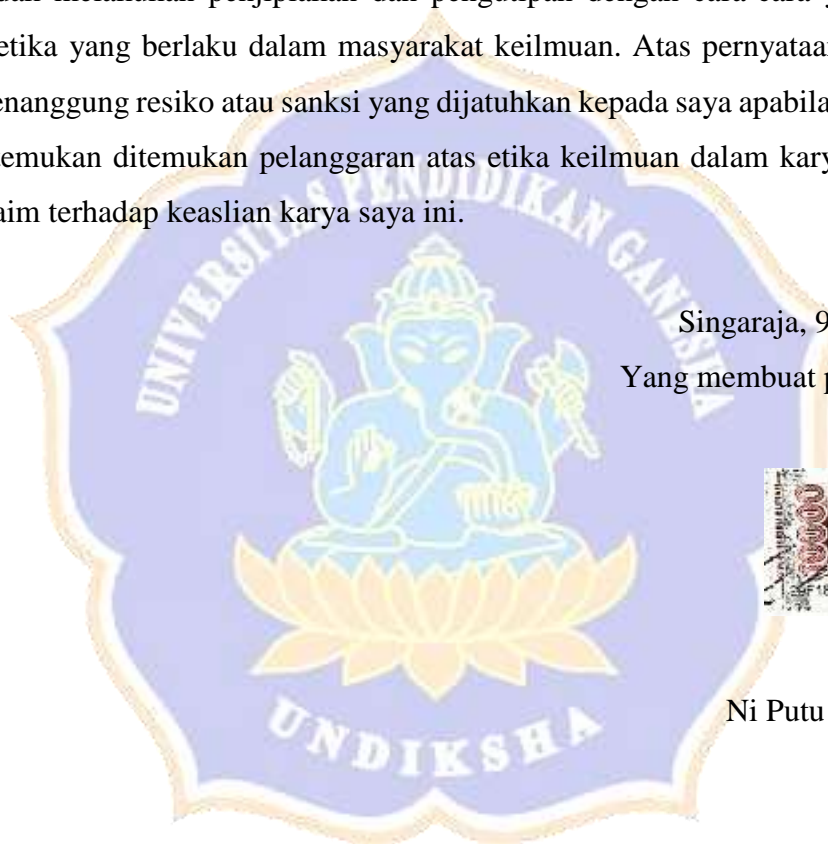 etika yang berlaku dalam masyarakat keilmuan. Atas pernyataan
enanggung resiko atau sanksi yang dijatuhkan kepada saya apabila
temukan ditemukan pelanggaran atas etika keilmuan dalam kary
aim terhadap keaslian karya saya ini.
UNIVERSITAS PENDIDIKAN GANESHA
Singaraja, 9
Yang membuat p
10000
Ni Putu
UNDIKSHA